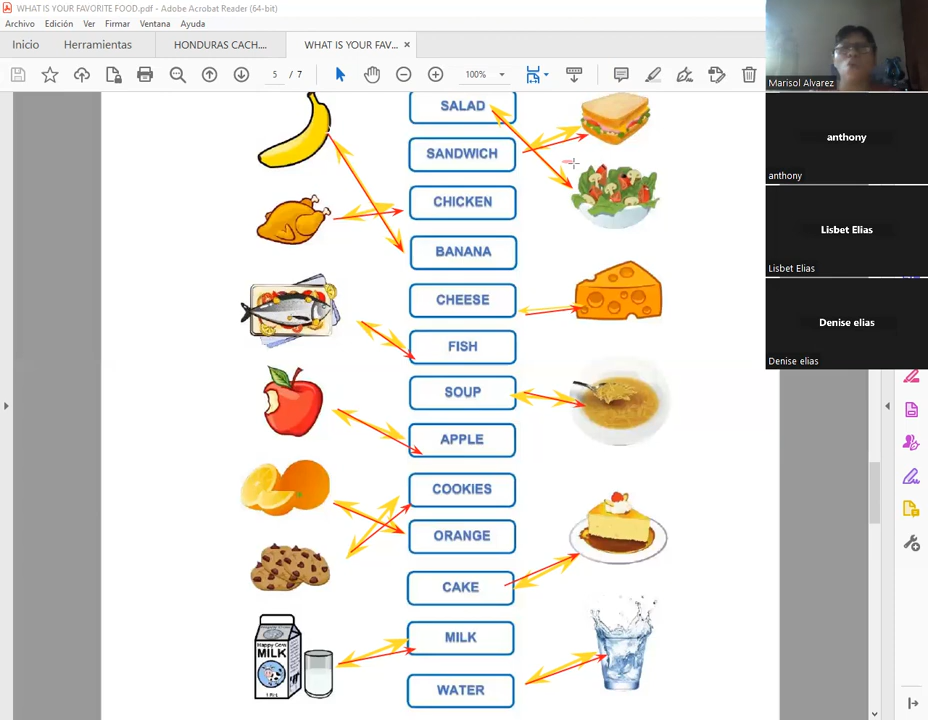 WHAT IS YOUR FAVORITE FOOD.pdf - Adobe Acrobat Reader (64-bit)
Archivo Edición Ver Firmar Ventana Ayuda
Inicio Herramientas HONDURAS CACH.... WHAT IS YOUR FAV... ×
5 / 7 100%
Marisol Alvarez
anthony
anthony
Lisbet Elias
Lisbet Elias
Denise elias
Denise elias
SALAD
SANDWICH
CHICKEN
BANANA
CHEESE
FISH
SOUP
APPLE
COOKIES
ORANGE
CAKE
MILK
WATER
Happy Cow
MILK